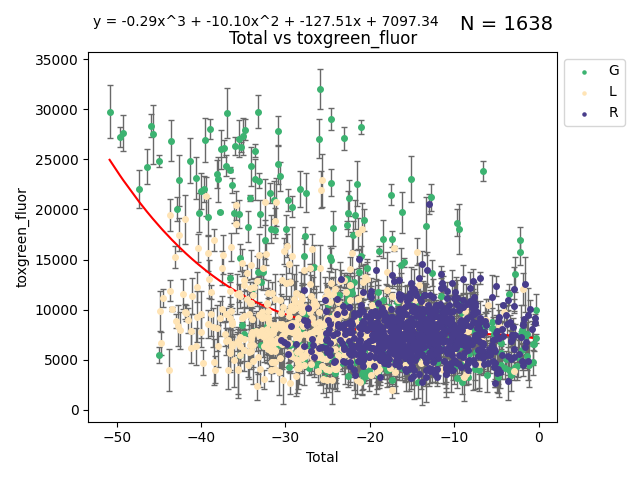 y = -0.29x^3 + -10.10x^2 + -127.51x + 7097.34
N = 1638
Total vs toxgreen_fluor
35000
30000
25000
20000
15000
10000
5000
0
toxgreen_fluor
−50
−40
−30
−20
−10
0
Total
G
L
R